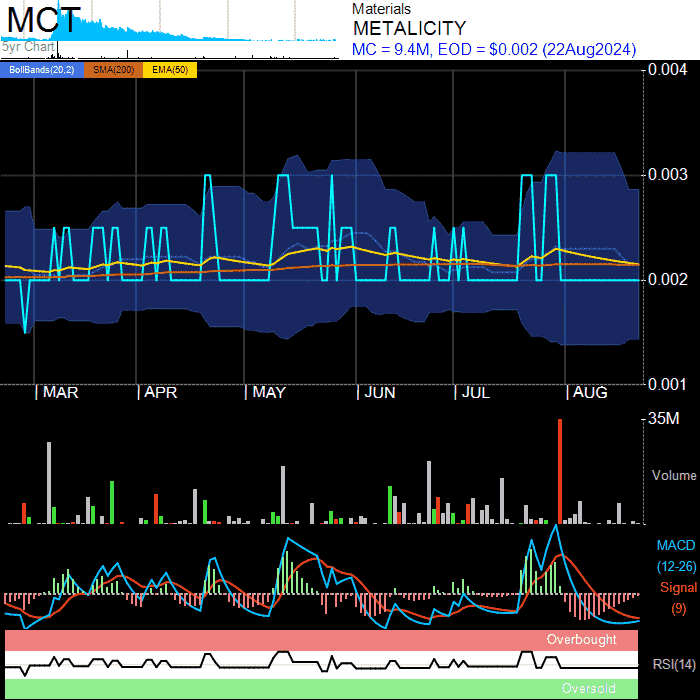 MCT
5yr Chart
Materials
METALICITY
MC = 9.4M, EOD = $0.002 (22Aug2024)
BollBands(20,2) SMA(200) EMA(50)
0.004
0.003
0.002
0.001
| MAR | APR | MAY | JUN | JUL | AUG
35M
Volume
MACD
(12-26)
Signal
(9)
Overbought
RSI(14)
Oversold